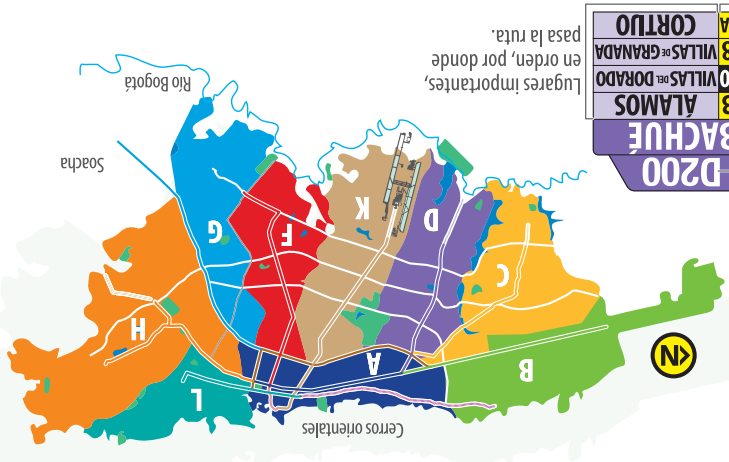 Cerros orientales
L
A
B
N
H
C
D
K
F
G
Soacha
D200
BACHUÉ
ÁLAMOS
VILLAS DEL DORADO
VILLAS DE GRANADA
CORTIJO
Río Bogotá
Lugares importantes,
en orden, por donde
pasa la ruta.